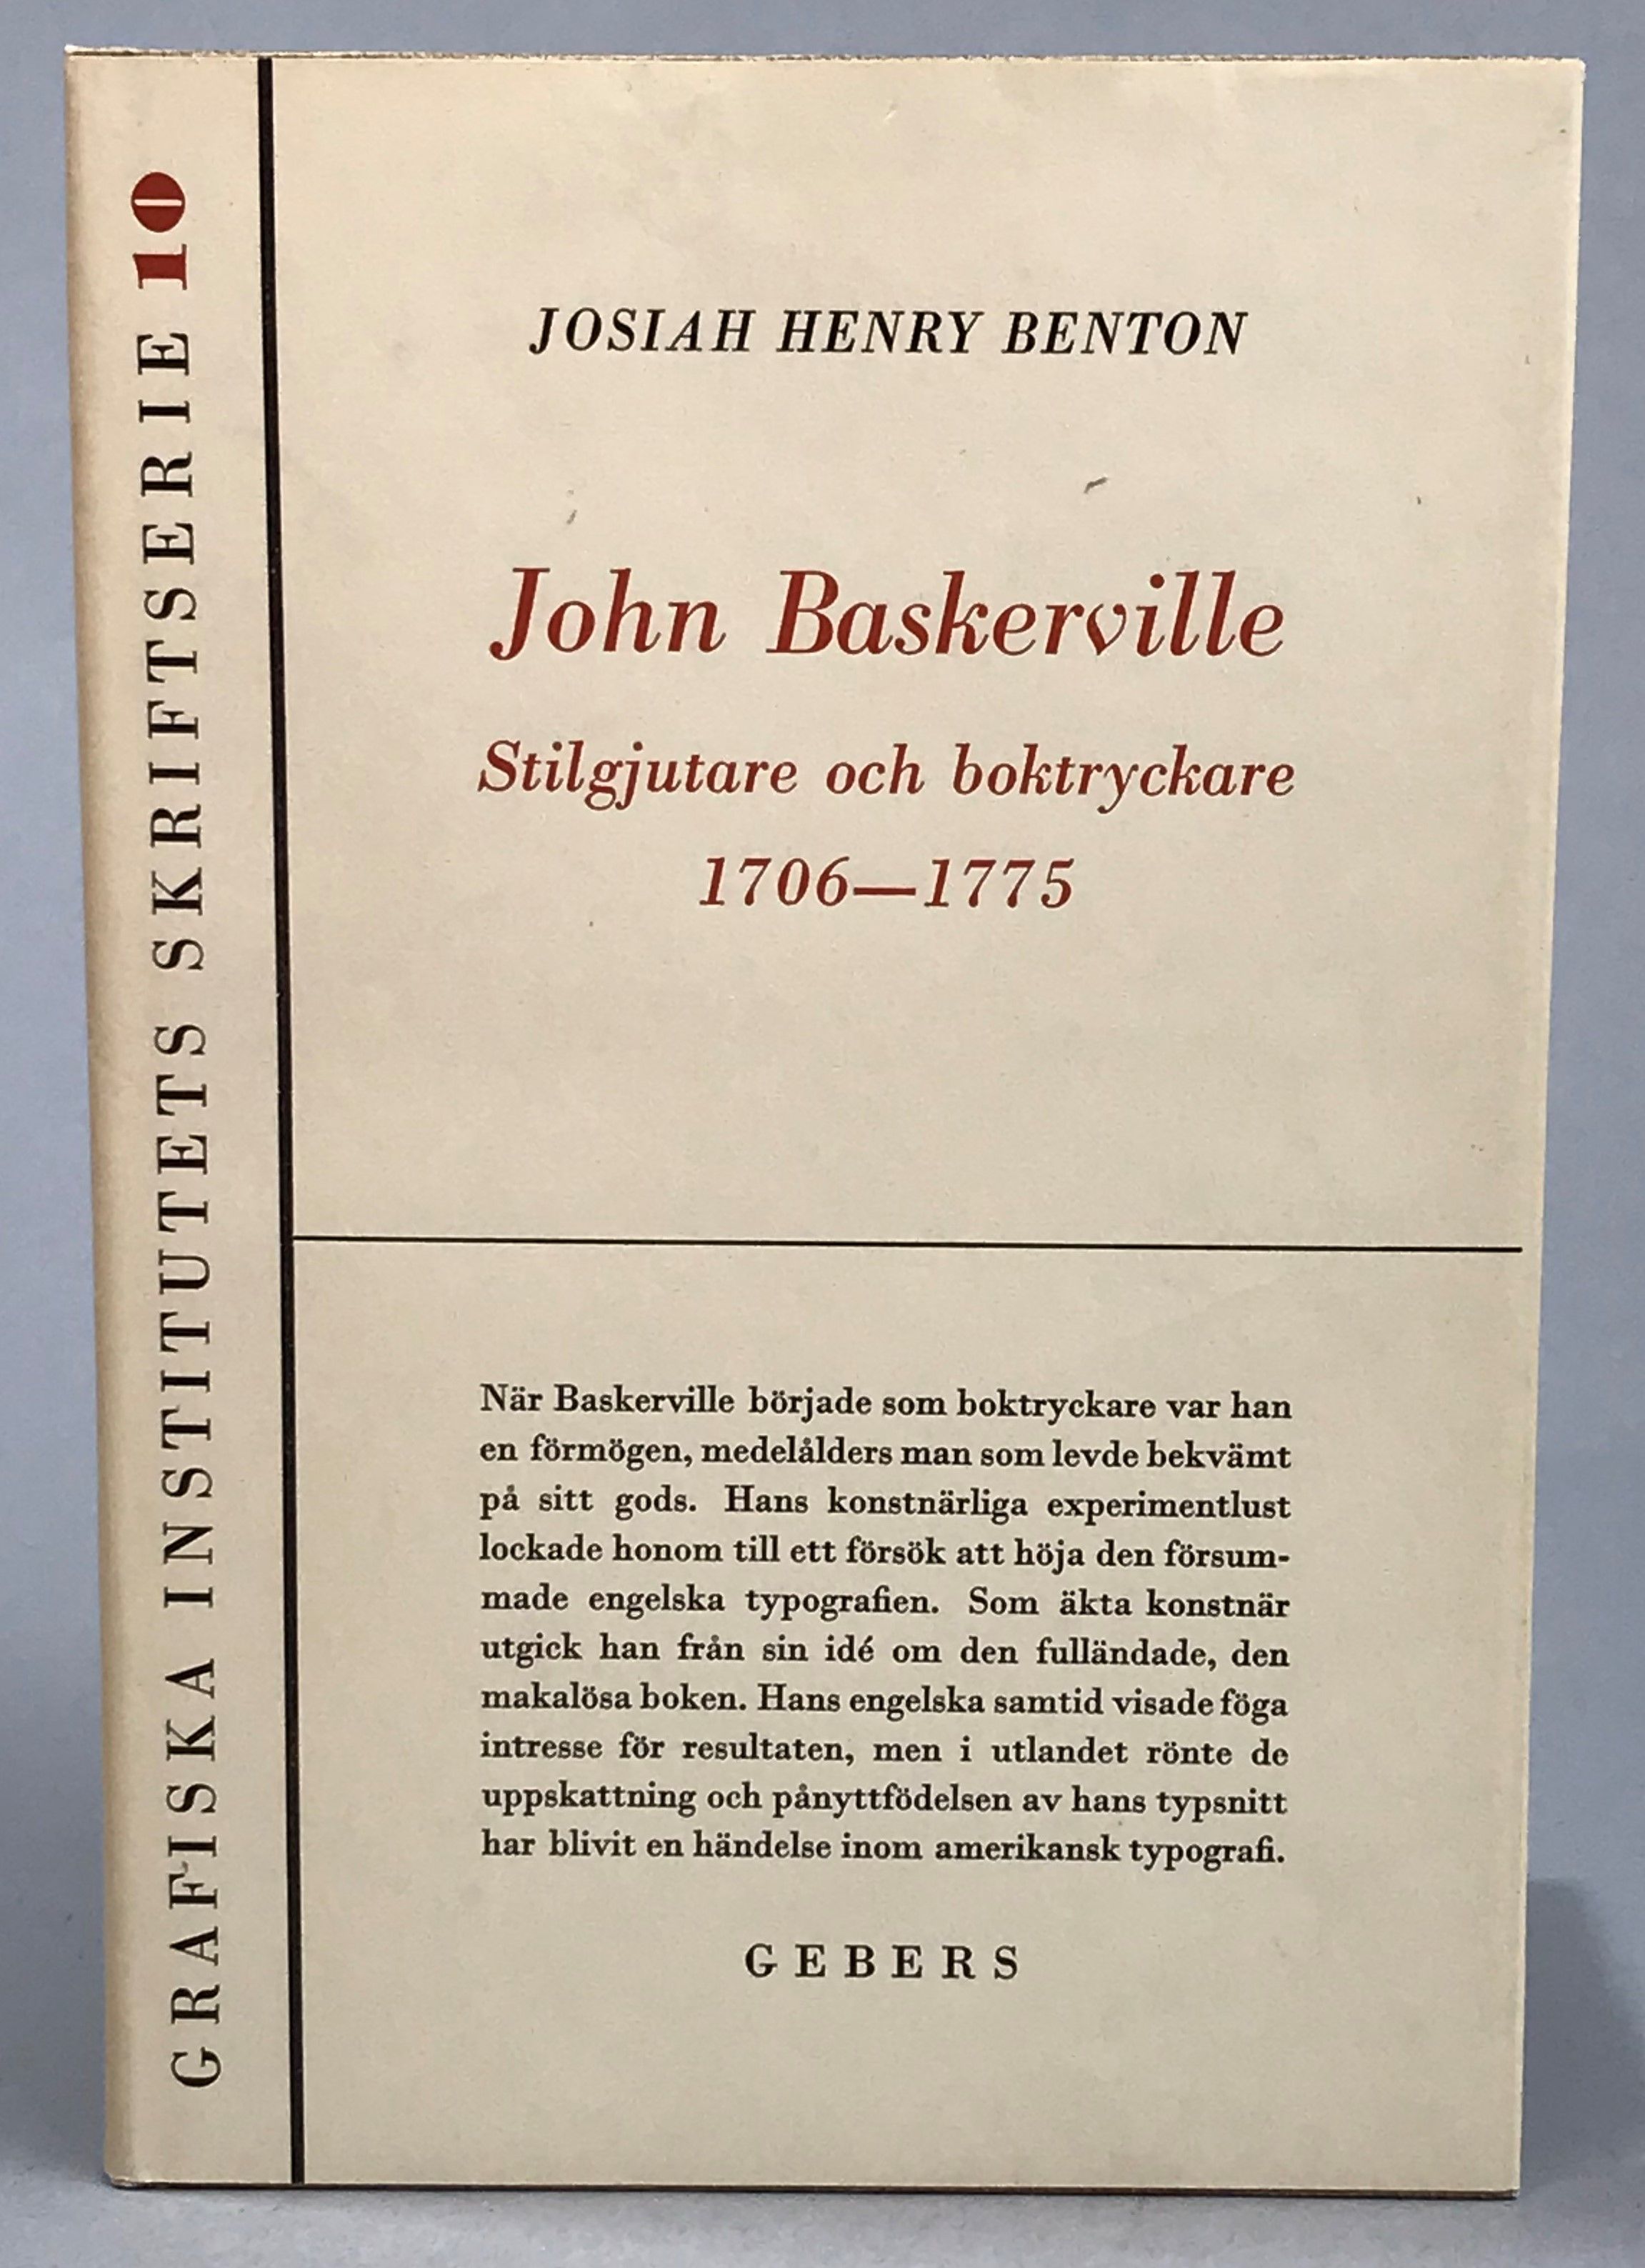 GRAFISKA INSTITUTETS SKRIFTSERIE 10
JOSIAH HENRY BENTON
John Baskerville
Stilgjutare och boktryckare
1706—1775
När Baskerville började som boktryckare var han
en förmögen, medelålders man som levde bekvämt
på sitt gods. Hans konstnärliga experimentlust
lockade honom till ett försök att höja den försum-
made engelska typografien. Som äkta konstnär
utgick han från sin idé om den fulländade, den
makalösa boken. Hans engelska samtid visade föga
intresse för resultaten, men i utlandet rönte de
uppskattning och pånyttfödelsen av hans typsnitt
har blivit en händelse inom amerikansk typografi.
GEBERS